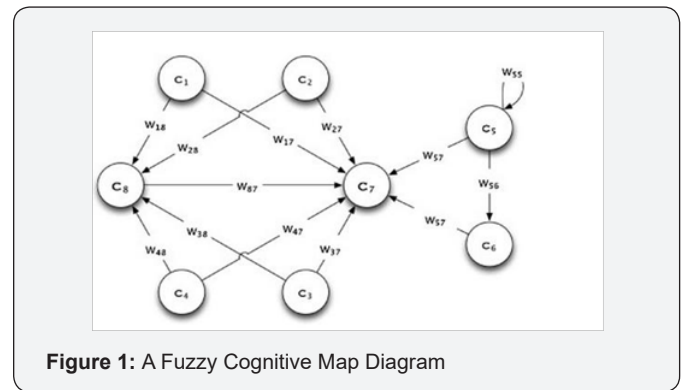 C1
C2
W55
C5
W18
W28
W17
W27
W57
C8
W87
C7
W56
W38
W47
W57
W48
W37
C6
C4
C3
Figure 1: A Fuzzy Cognitive Map Diagram